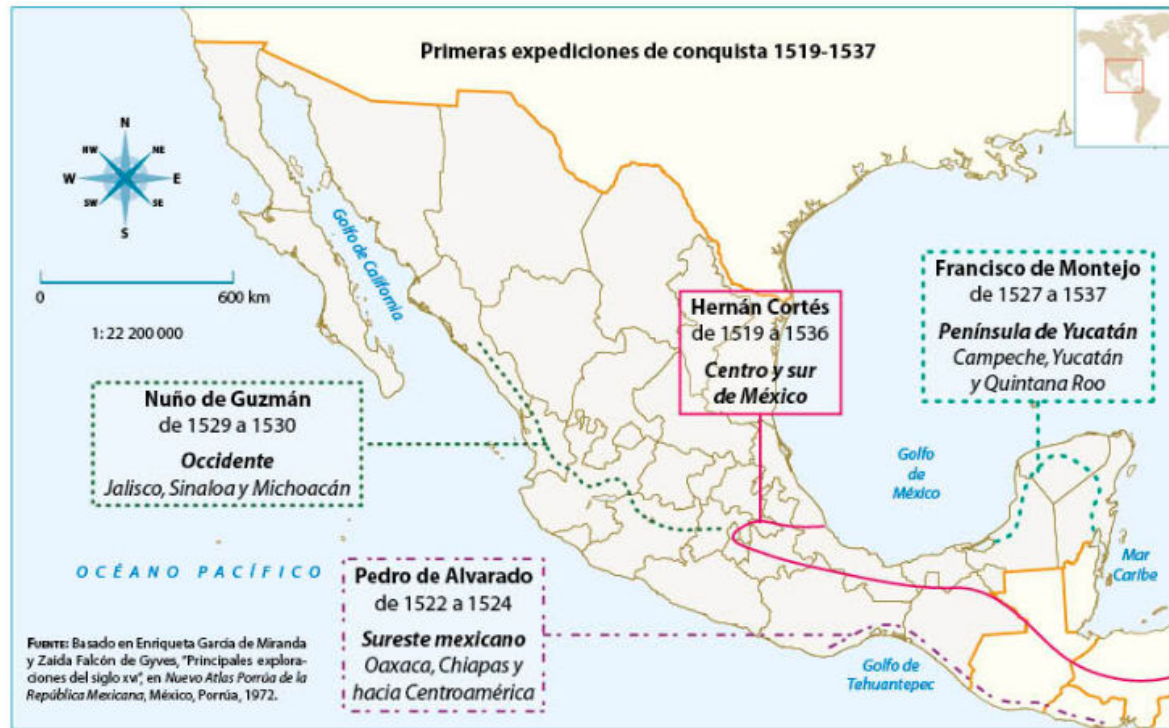 Primeras expediciones de conquista 1519-1537
N
NW
NE
W
E
SW
SE
S
0
600 km
1: 22 200 000
Golfo de California
Hernán Cortés
de 1519 a 1536
Centro y sur
de México
Francisco de Montejo
de 1527 a 1537
Península de Yucatán
Campeche, Yucatán
y Quintana Roo
Nuño de Guzmán
de 1529 a 1530
Occidente
Jalisco, Sinaloa y Michoacán
Golfo
de
México
Mar
Caribe
OCÉANO PACÍFICO
Pedro de Alvarado
de 1522 a 1524
Sureste mexicano
Oaxaca, Chiapas y
hacia Centroamérica
Golfo de
Tehuantepec
FUENTE: Basado en Enriqueta García de Miranda
y Zaida Falcón de Gyves, "Principales explora-
ciones del siglo XVI", en Nuevo Atlas Porrúa de la
República Mexicana, México, Porrúa, 1972.